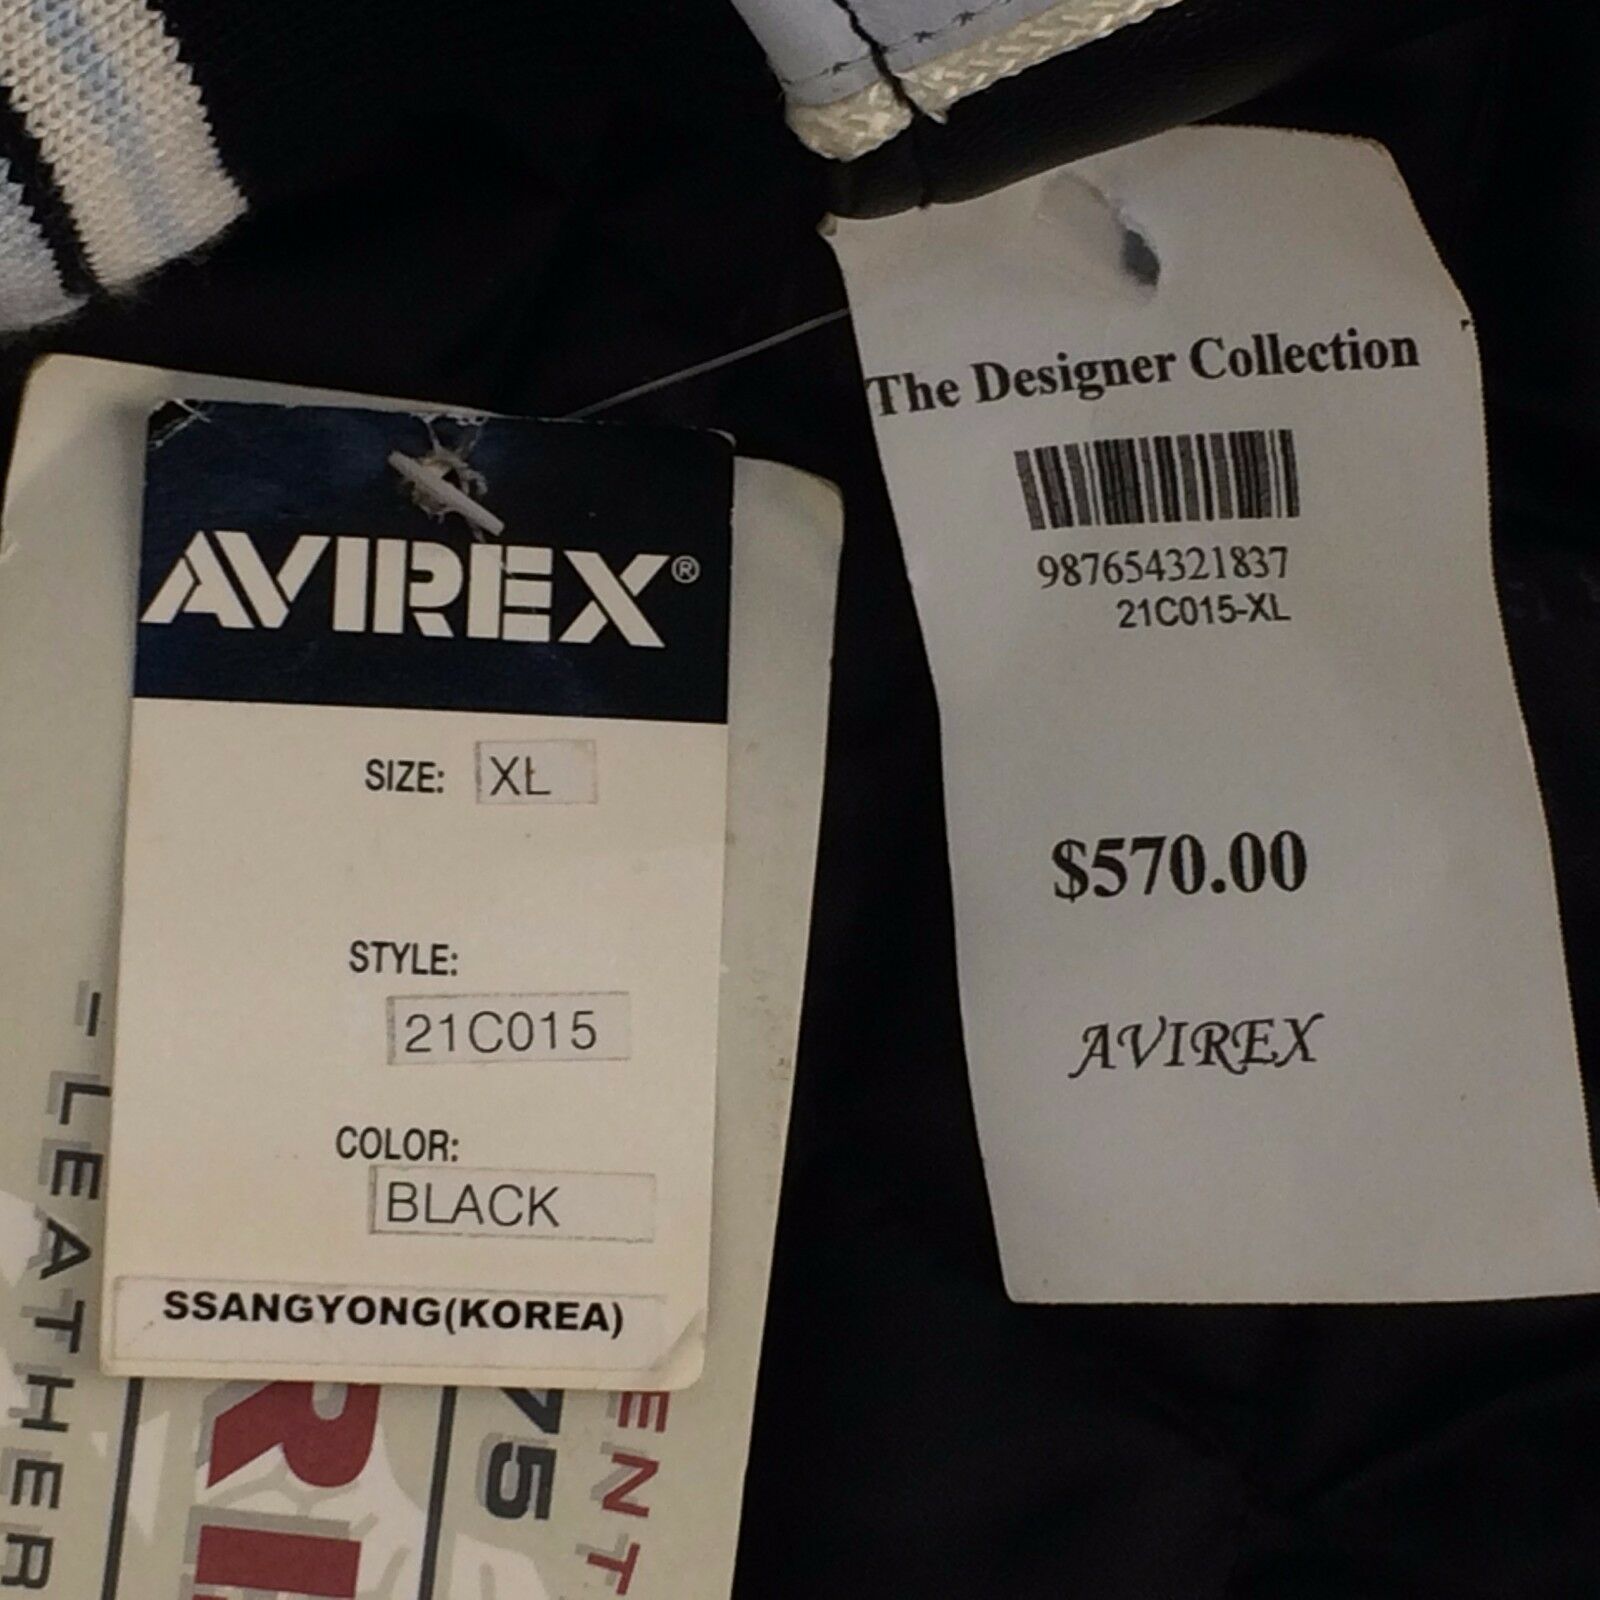 AVIREX®
SIZE: XL
STYLE:
21C015
COLOR:
BLACK
SSANGYONG(KOREA)
LEATHER
75
The Designer Collection
987654321837
21C015-XL
$570.00
AVIREX